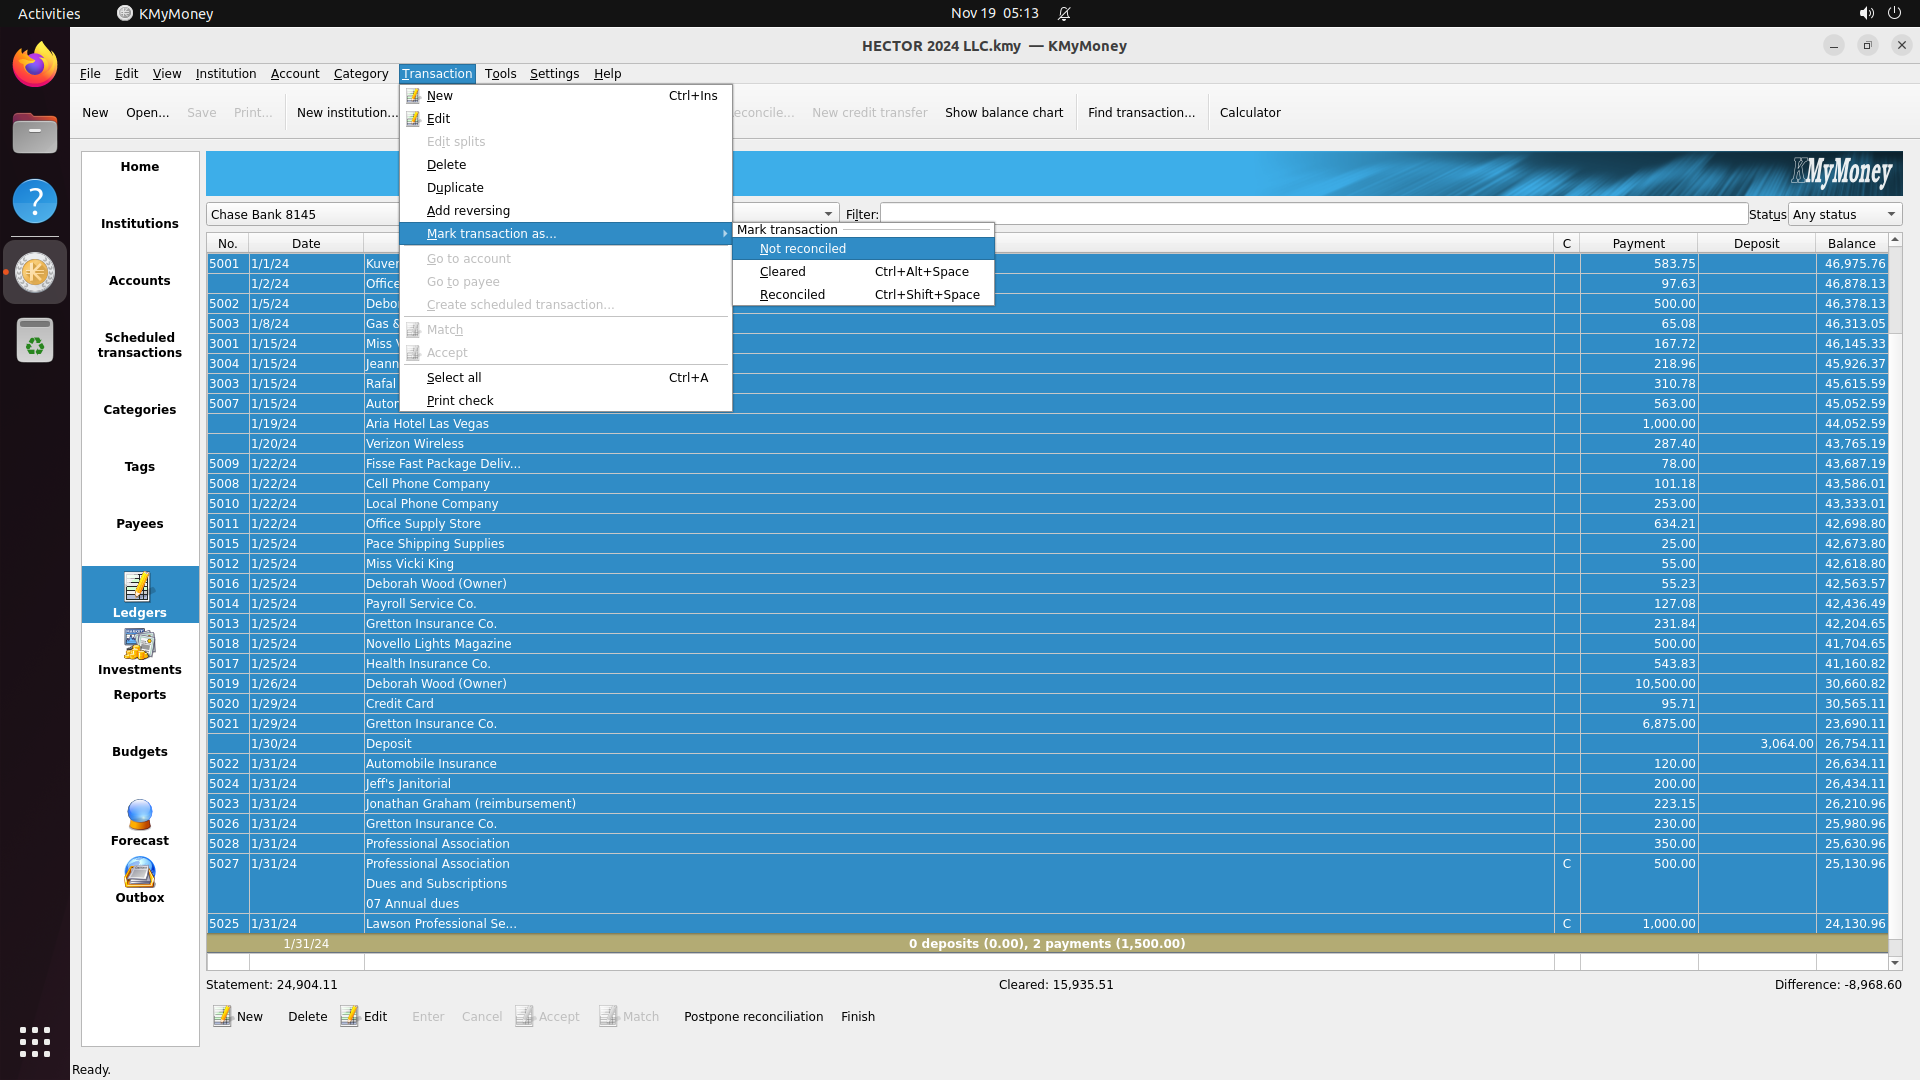 Activities KMyMoney Nov 19 05:13
HECTOR 2024 LLC.kmy — KMyMoney
File Edit View Institution Account Category Transaction Tools Settings Help
New Open... Save Print... New institution... econcile... New credit transfer Show balance chart Find transaction... Calculator
New Ctrl+Ins
Edit
Edit splits
Delete
Duplicate
Add reversing
Mark transaction as...
Go to account
Go to payee
Create scheduled transaction...
Match
Accept
Select all Ctrl+A
Print check
Mark transaction
Not reconciled
Cleared Ctrl+Alt+Space
Reconciled Ctrl+Shift+Space
Home
Institutions
Accounts
Scheduled
transactions
Categories
Tags
Payees
Ledgers
Investments
Reports
Budgets
Forecast
Outbox
KMyMoney
Chase Bank 8145 Filter: Status Any status
No. Date C Payment Deposit Balance
5001 1/1/24 Kuver 583.75 46,975.76
1/2/24 Office 97.63 46,878.13
5002 1/5/24 Debo 500.00 46,378.13
5003 1/8/24 Gas & 65.08 46,313.05
3001 1/15/24 Miss V 167.72 46,145.33
3004 1/15/24 Jeann 218.96 45,926.37
3003 1/15/24 Rafal 310.78 45,615.59
5007 1/15/24 Autor 563.00 45,052.59
1/19/24 Aria Hotel Las Vegas 1,000.00 44,052.59
1/20/24 Verizon Wireless 287.40 43,765.19
5009 1/22/24 Fisse Fast Package Deliv... 78.00 43,687.19
5008 1/22/24 Cell Phone Company 101.18 43,586.01
5010 1/22/24 Local Phone Company 253.00 43,333.01
5011 1/22/24 Office Supply Store 634.21 42,698.80
5015 1/25/24 Pace Shipping Supplies 25.00 42,673.80
5012 1/25/24 Miss Vicki King 55.00 42,618.80
5016 1/25/24 Deborah Wood (Owner) 55.23 42,563.57
5014 1/25/24 Payroll Service Co. 127.08 42,436.49
5013 1/25/24 Gretton Insurance Co. 231.84 42,204.65
5018 1/25/24 Novello Lights Magazine 500.00 41,704.65
5017 1/25/24 Health Insurance Co. 543.83 41,160.82
5019 1/26/24 Deborah Wood (Owner) 10,500.00 30,660.82
5020 1/29/24 Credit Card 95.71 30,565.11
5021 1/29/24 Gretton Insurance Co. 6,875.00 23,690.11
1/30/24 Deposit 3,064.00 26,754.11
5022 1/31/24 Automobile Insurance 120.00 26,634.11
5024 1/31/24 Jeff's Janitorial 200.00 26,434.11
5023 1/31/24 Jonathan Graham (reimbursement) 223.15 26,210.96
5026 1/31/24 Gretton Insurance Co. 230.00 25,980.96
5028 1/31/24 Professional Association 350.00 25,630.96
5027 1/31/24 Professional Association C 500.00 25,130.96
Dues and Subscriptions
07 Annual dues
5025 1/31/24 Lawson Professional Se... C 1,000.00 24,130.96
1/31/24 0 deposits (0.00), 2 payments (1,500.00)
Statement: 24,904.11 Cleared: 15,935.51 Difference: -8,968.60
New Delete Edit Enter Cancel Accept Match Postpone reconciliation Finish
Ready.